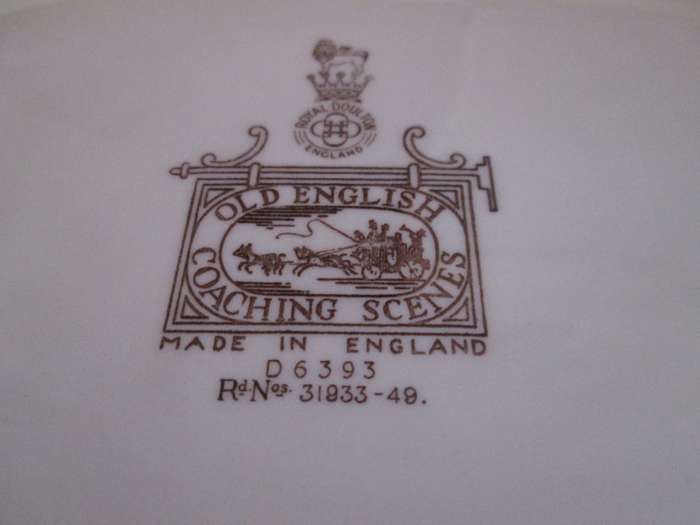 ROYAL DOULTON
ENGLAND
OLD ENGLISH
COACHING SCENES
MADE IN ENGLAND
D6393
Rd. Nos. 31933-49.